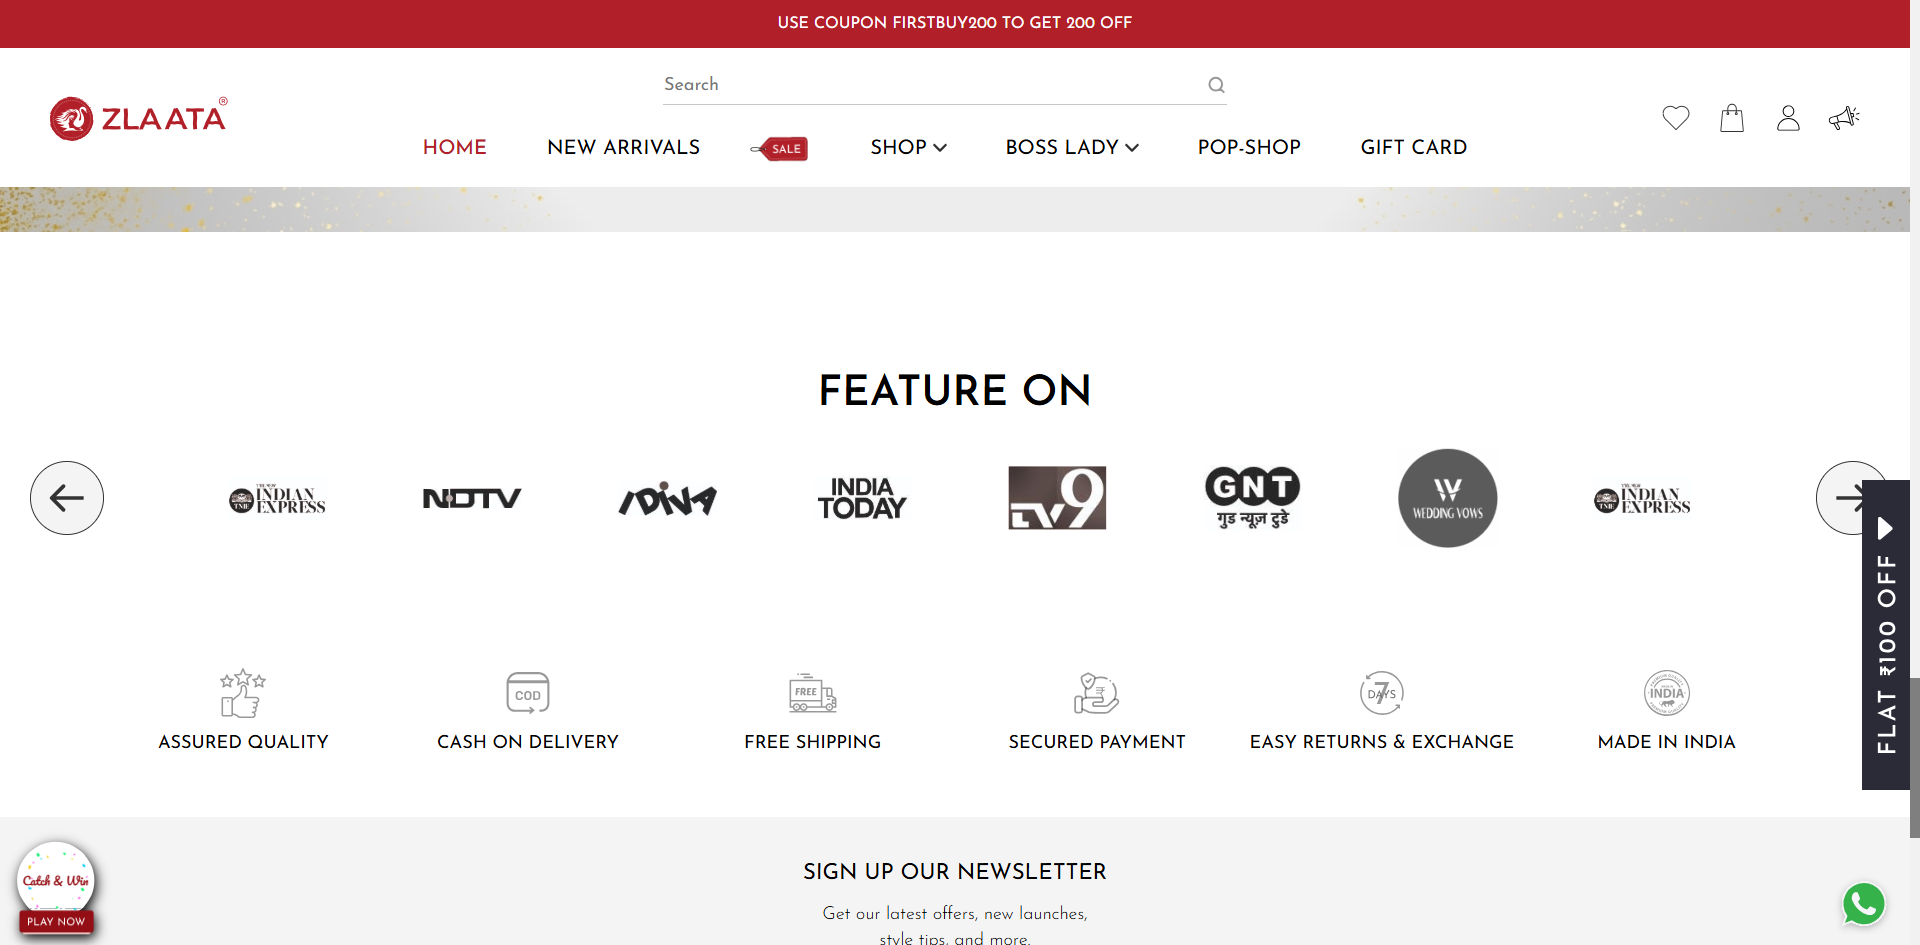 USE COUPON FIRSTBUY200 TO GET 200 OFF
Search
ZLAATA®
HOME
NEW ARRIVALS
SALE
SHOP
BOSS LADY
POP-SHOP
GIFT CARD
FEATURE ON
THE NEW
INDIAN
EXPRESS
TNIE
NDTV
iDIVA
INDIA
TODAY
TV9
GNT
गुड न्यूज़ टुडे
W
WEDDING VOWS
THE NEW
INDIAN
EXPRESS
TNIE
FLAT ₹100 OFF
COD
FREE
7
DAYS
INDIA
ASSURED QUALITY
CASH ON DELIVERY
FREE SHIPPING
SECURED PAYMENT
EASY RETURNS & EXCHANGE
MADE IN INDIA
SIGN UP OUR NEWSLETTER
Get our latest offers, new launches,
style tips, and more.
Catch & Win
PLAY NOW